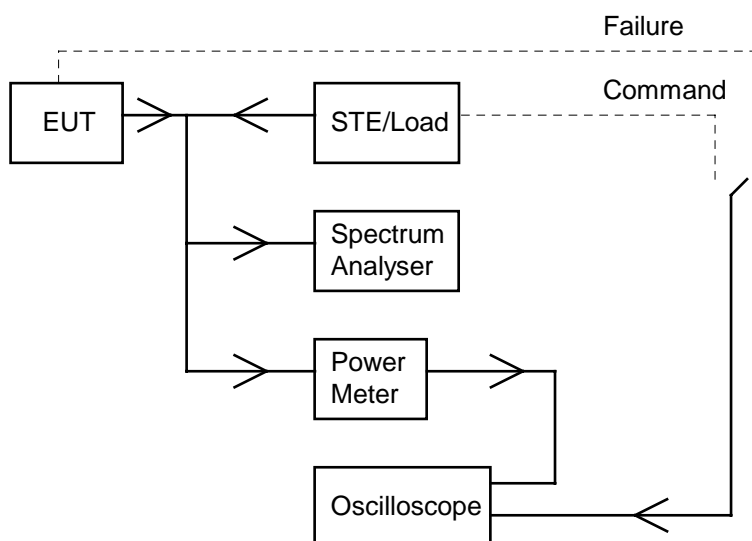 Failure
Command
EUT
STE/Load
Spectrum
Analyser
Power
Meter
Oscilloscope